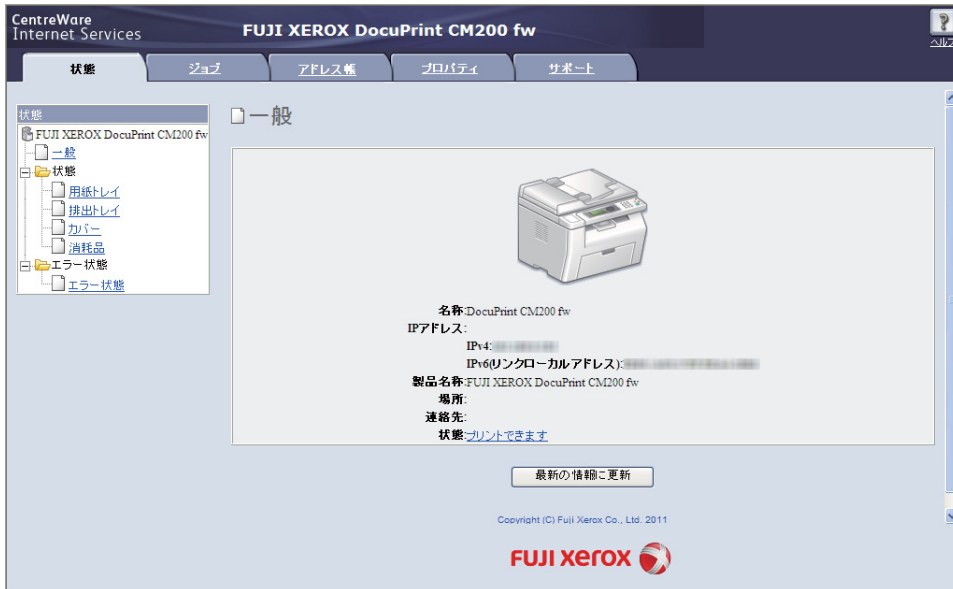 CentreWare
Internet Services
FUJI XEROX DocuPrint CM200 fw
ヘルプ
状態 ジョブ アドレス帳 プロパティ サポート
状態
FUJI XEROX DocuPrint CM200 fw
一般
状態
用紙トレイ
排出トレイ
カバー
消耗品
エラー状態
エラー状態
一般
名称:DocuPrint CM200 fw
IPアドレス:
IPv4:
IPv6(リンクローカルアドレス):
製品名称:FUJI XEROX DocuPrint CM200 fw
場所:
連絡先:
状態:プリントできます
最新の情報に更新
Copyright (C) Fuji Xerox Co., Ltd. 2011
FUJI xerox